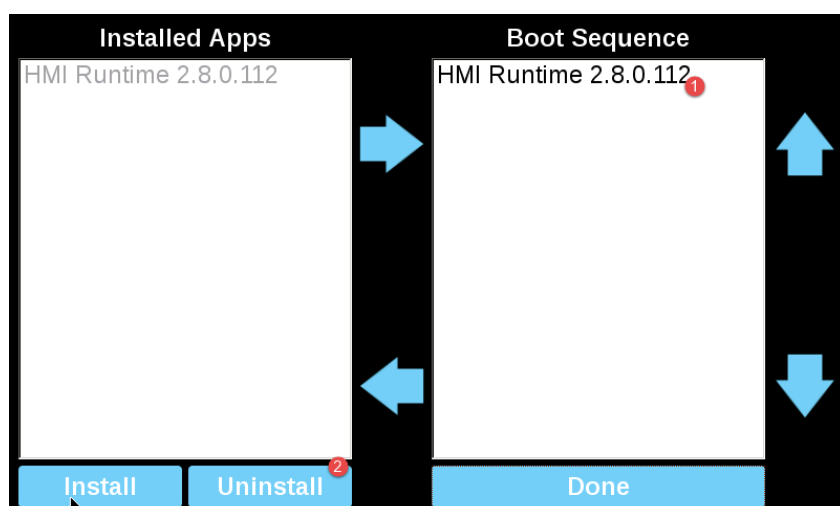 Installed Apps
Boot Sequence
HMI Runtime 2.8.0.112
HMI Runtime 2.8.0.112
1
2
Install
Uninstall
Done